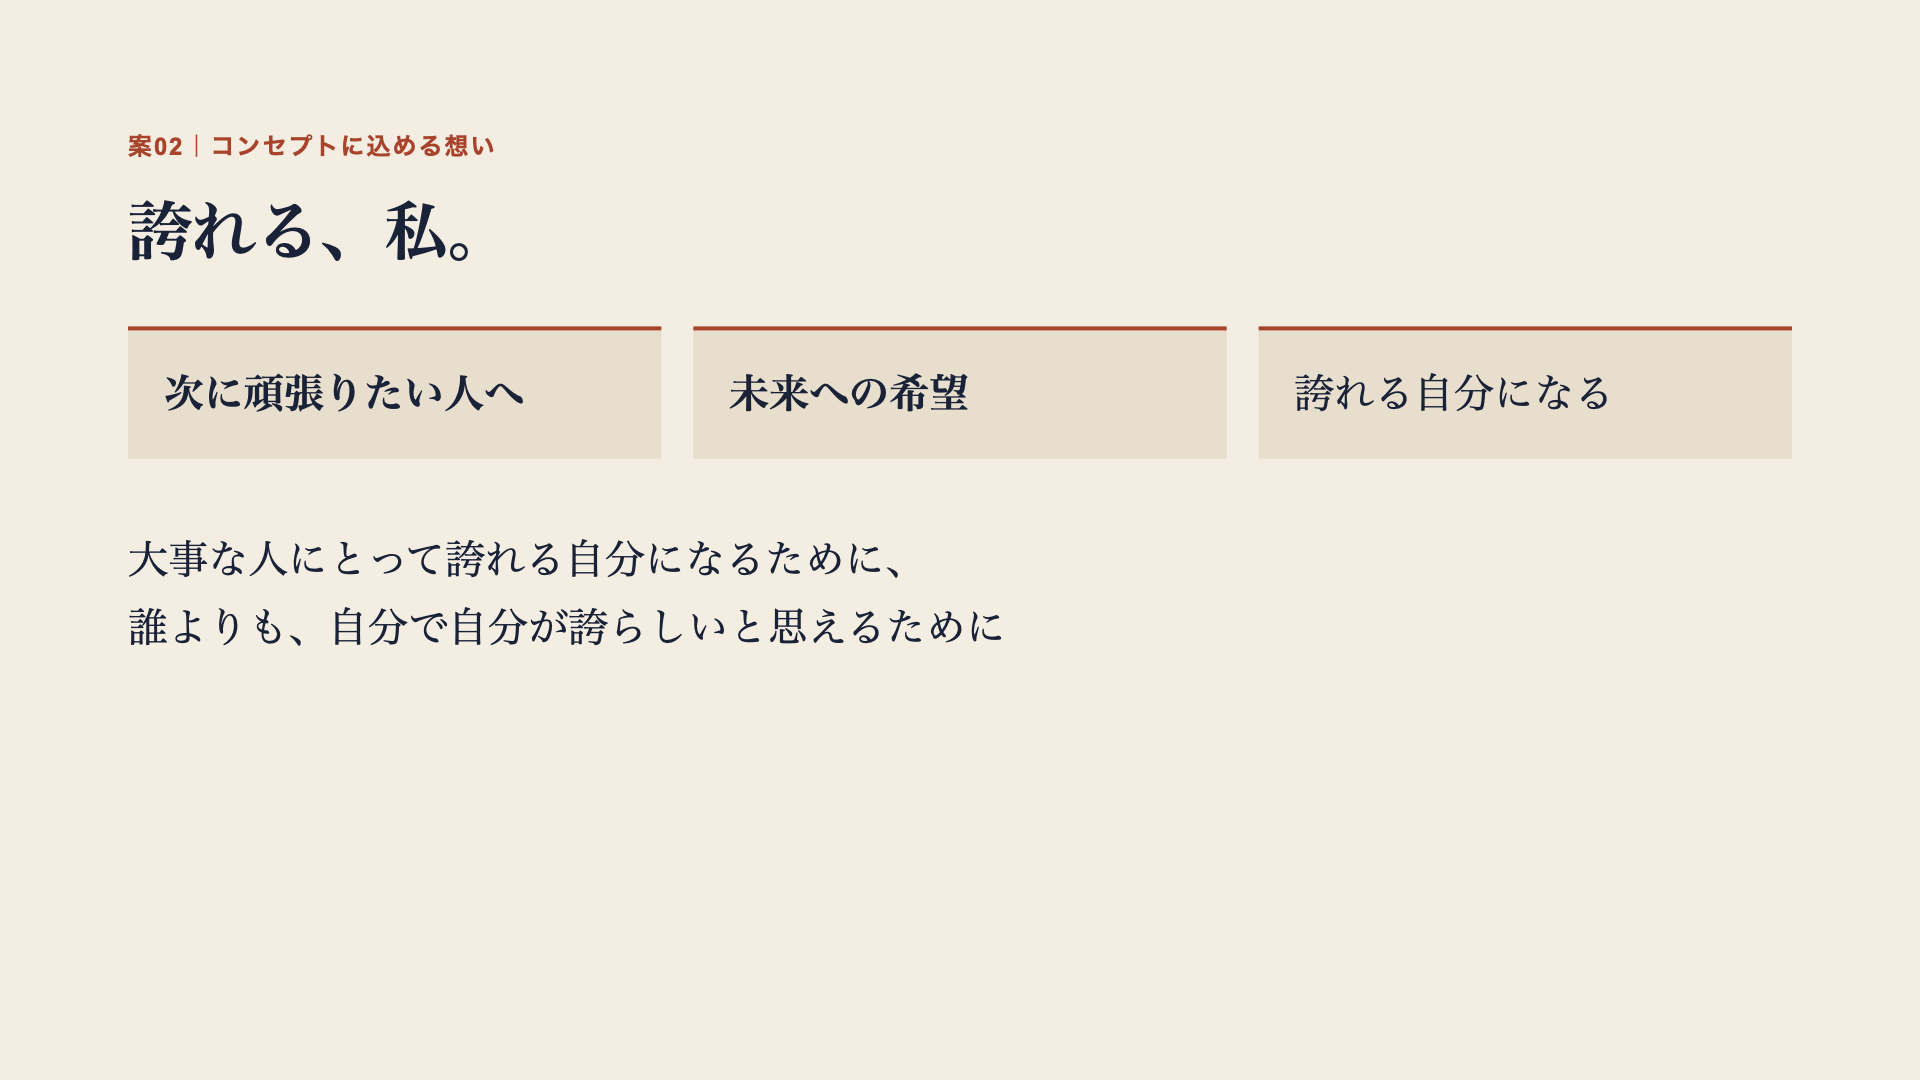 案02｜コンセプトに込める想い
誇れる、私。
次に頑張りたい人へ
未来への希望
誇れる自分になる
大事な人にとって誇れる自分になるために、
誰よりも、自分で自分が誇らしいと思えるために